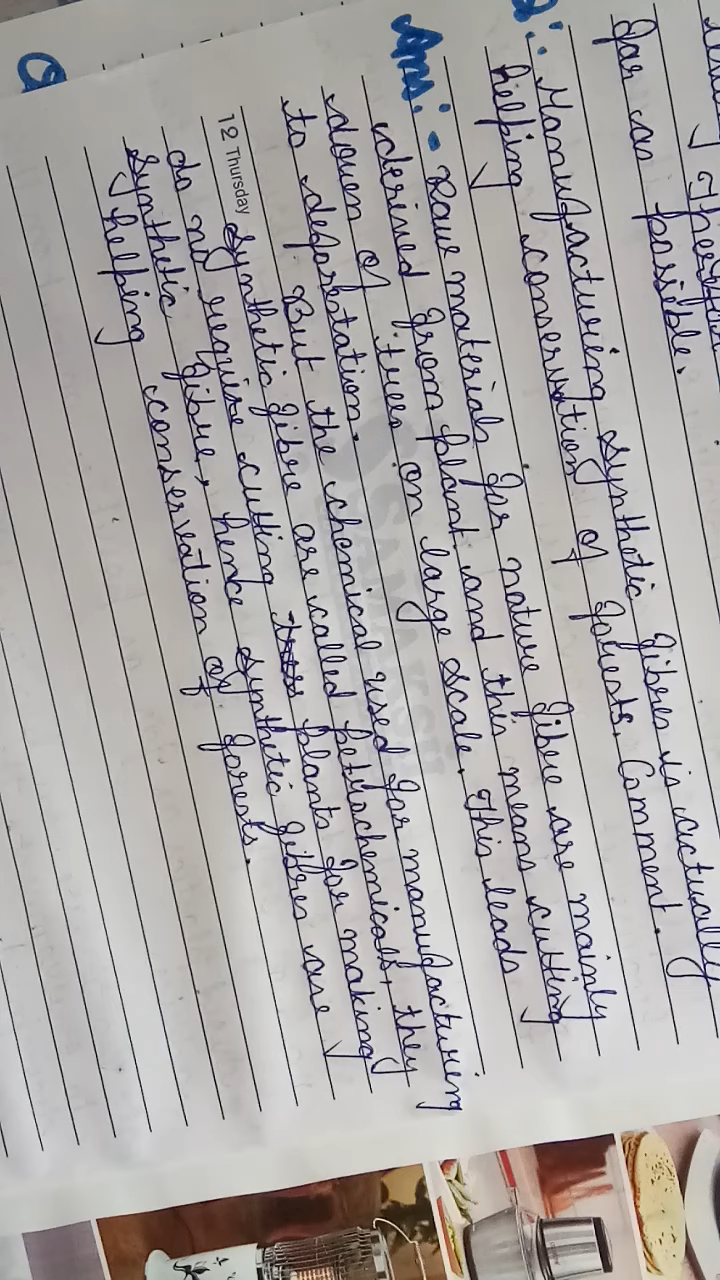 far as possible.
Q:. Manufacturing synthetic fibres is actually
helping conservation of forests. Comment.
Ans:- Raw materials for nature fibre are mainly
derived from plant and this means cutting
down of trees on large scale. This leads
to deforestation.
But the chemical used for manufacturing
synthetic fibre are called petrochemicals, they
12 Thursday
do no require cutting plants for making
synthetic fibre, hence synthetic fibres are
helping conservation of forests.
SAMAKSH
Q